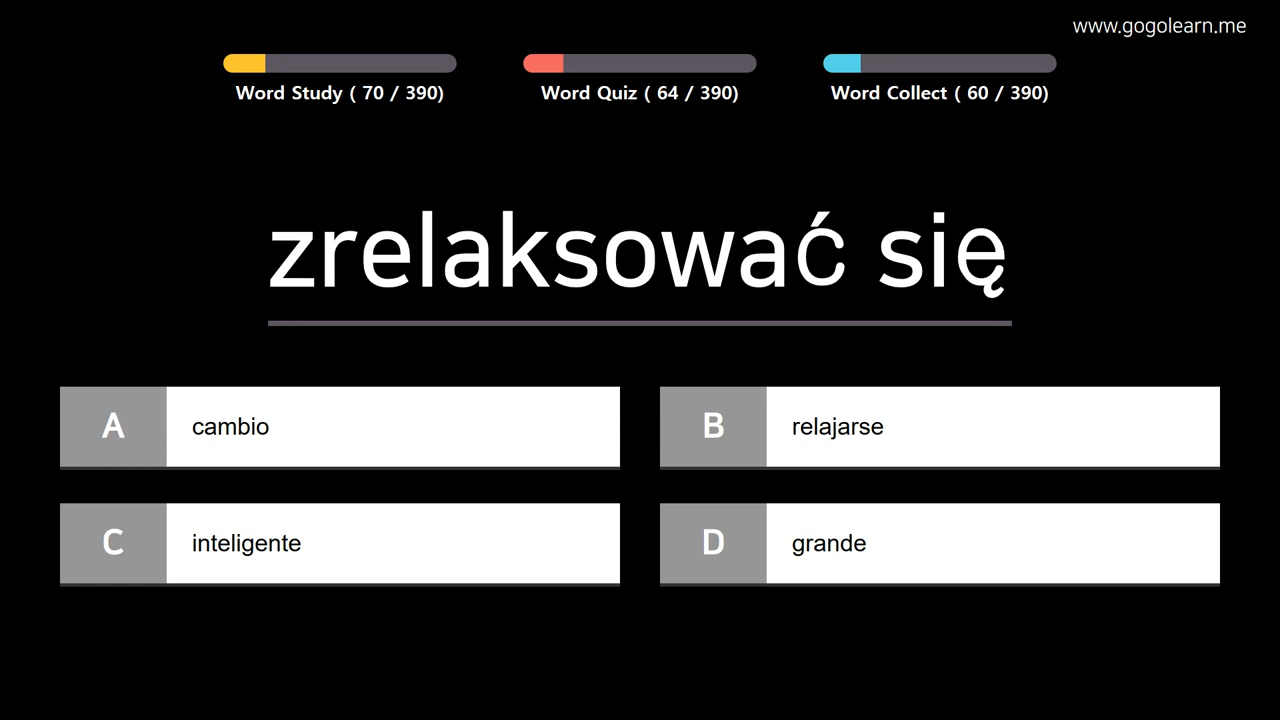 www.gogolearn.me
Word Study ( 70 / 390)
Word Quiz ( 64 / 390)
Word Collect ( 60 / 390)
zrelaksować się
A cambio
B relajarse
C inteligente
D grande